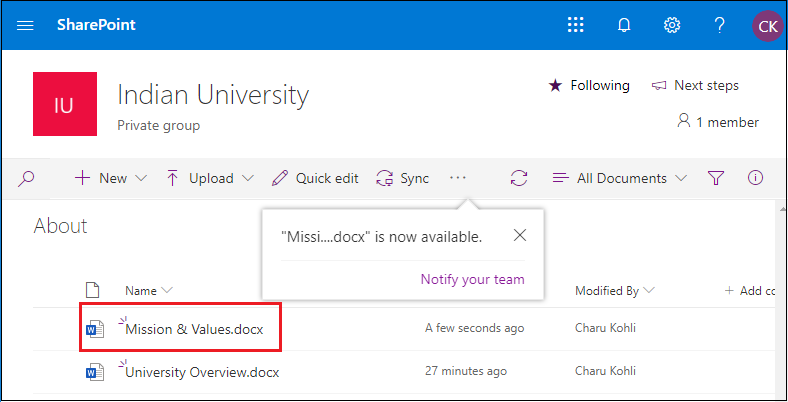 SharePoint
?
CK
IU
Indian University
Private group
Following
Next steps
1 member
New
Upload
Quick edit
Sync
...
All Documents
About
"Missi....docx" is now available.
Notify your team
Name
Modified By
+ Add co
Mission & Values.docx
A few seconds ago
Charu Kohli
University Overview.docx
27 minutes ago
Charu Kohli